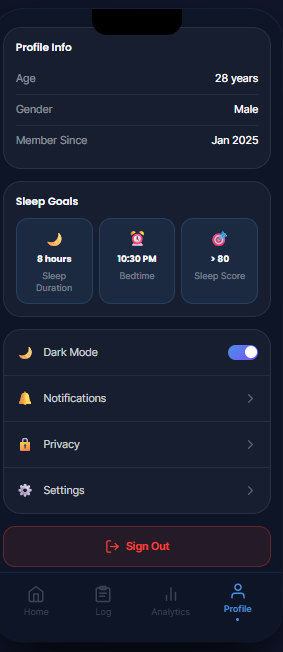 Profile Info
Age 28 years
Gender Male
Member Since Jan 2025
Sleep Goals
8 hours
Sleep
Duration
10:30 PM
Bedtime
> 80
Sleep Score
Dark Mode
Notifications
Privacy
Settings
Sign Out
Home Log Analytics Profile